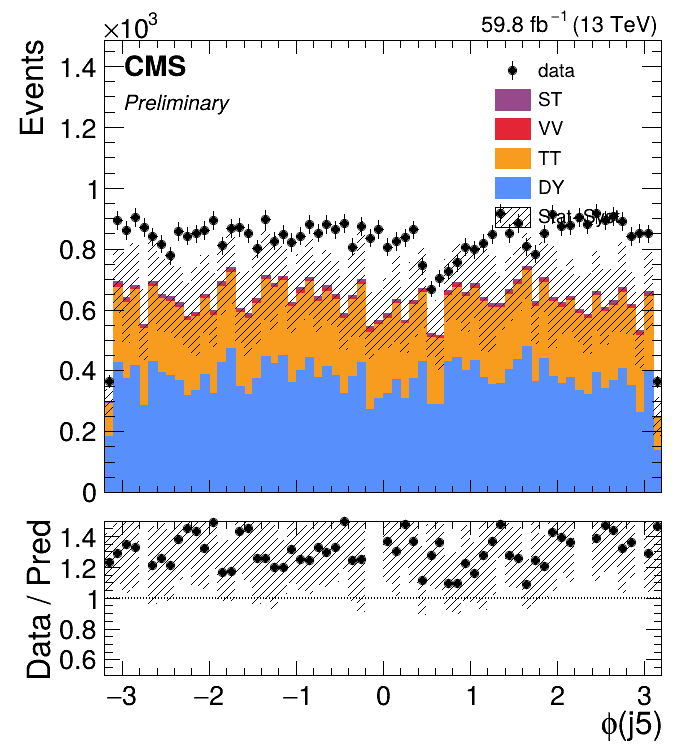 ×10³ 59.8 fb⁻¹ (13 TeV)
CMS
Preliminary
Events
data
ST
VV
TT
DY
Stat+Syst
1.4
1.2
1
0.8
0.6
0.4
0.2
0
Data / Pred
1.4
1.2
1
0.8
0.6
−3 −2 −1 0 1 2 3
ϕ(j5)